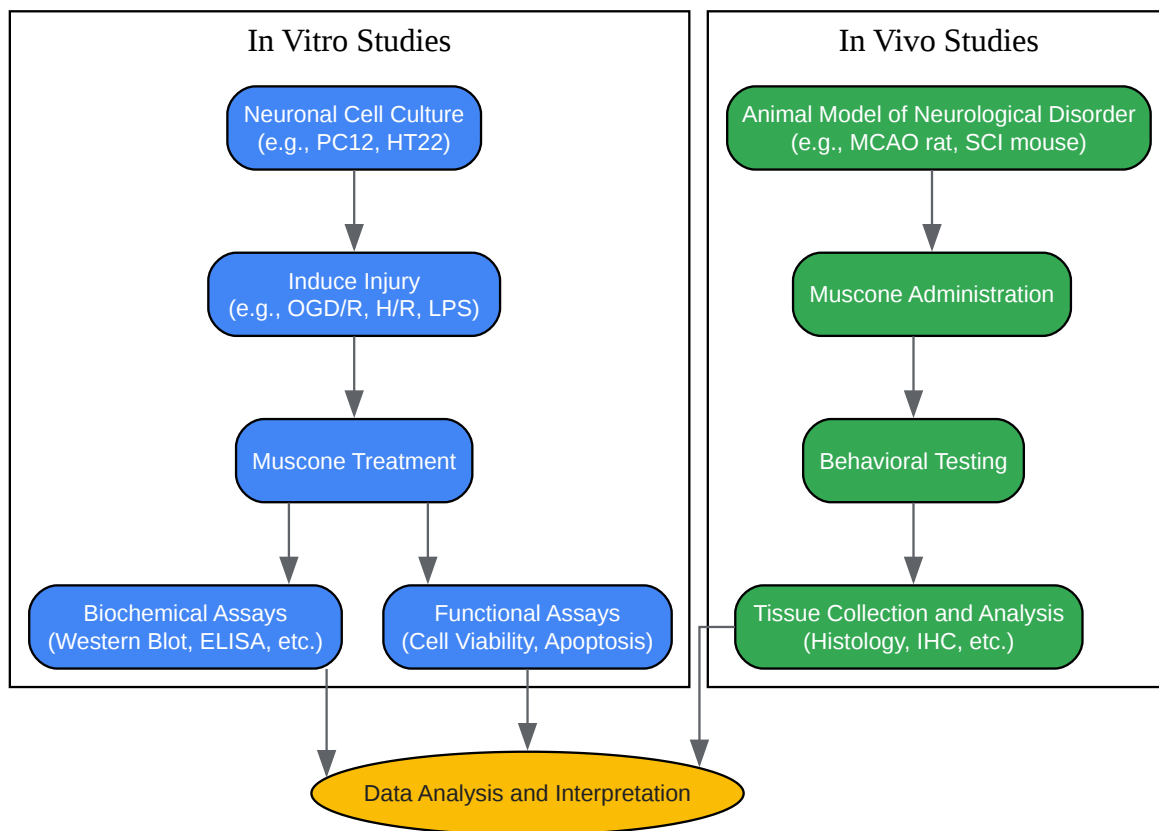 In Vitro Studies
Neuronal Cell Culture
(e.g., PC12, HT22)
Induce Injury
(e.g., OGD/R, H/R, LPS)
Muscone Treatment
Biochemical Assays
(Western Blot, ELISA, etc.)
Functional Assays
(Cell Viability, Apoptosis)
In Vivo Studies
Animal Model of Neurological Disorder
(e.g., MCAO rat, SCI mouse)
Muscone Administration
Behavioral Testing
Tissue Collection and Analysis
(Histology, IHC, etc.)
Data Analysis and Interpretation